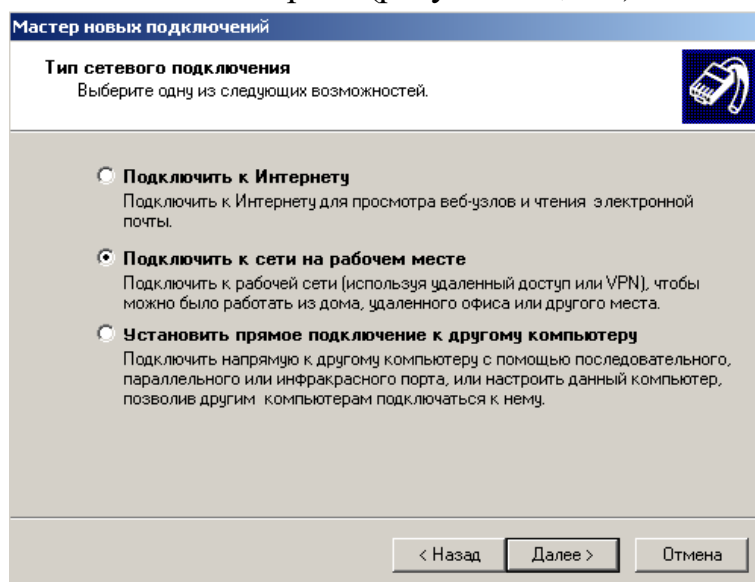 Мастер новых подключений
Тип сетевого подключения
Выберите одну из следующих возможностей.
Подключить к Интернету
Подключить к Интернету для просмотра веб-узлов и чтения электронной
почты.
Подключить к сети на рабочем месте
Подключить к рабочей сети (используя удаленный доступ или VPN), чтобы
можно было работать из дома, удаленного офиса или другого места.
Установить прямое подключение к другому компьютеру
Подключить напрямую к другому компьютеру с помощью последовательного,
параллельного или инфракрасного порта, или настроить данный компьютер,
позволив другим компьютерам подключаться к нему.
< Назад Далее > Отмена